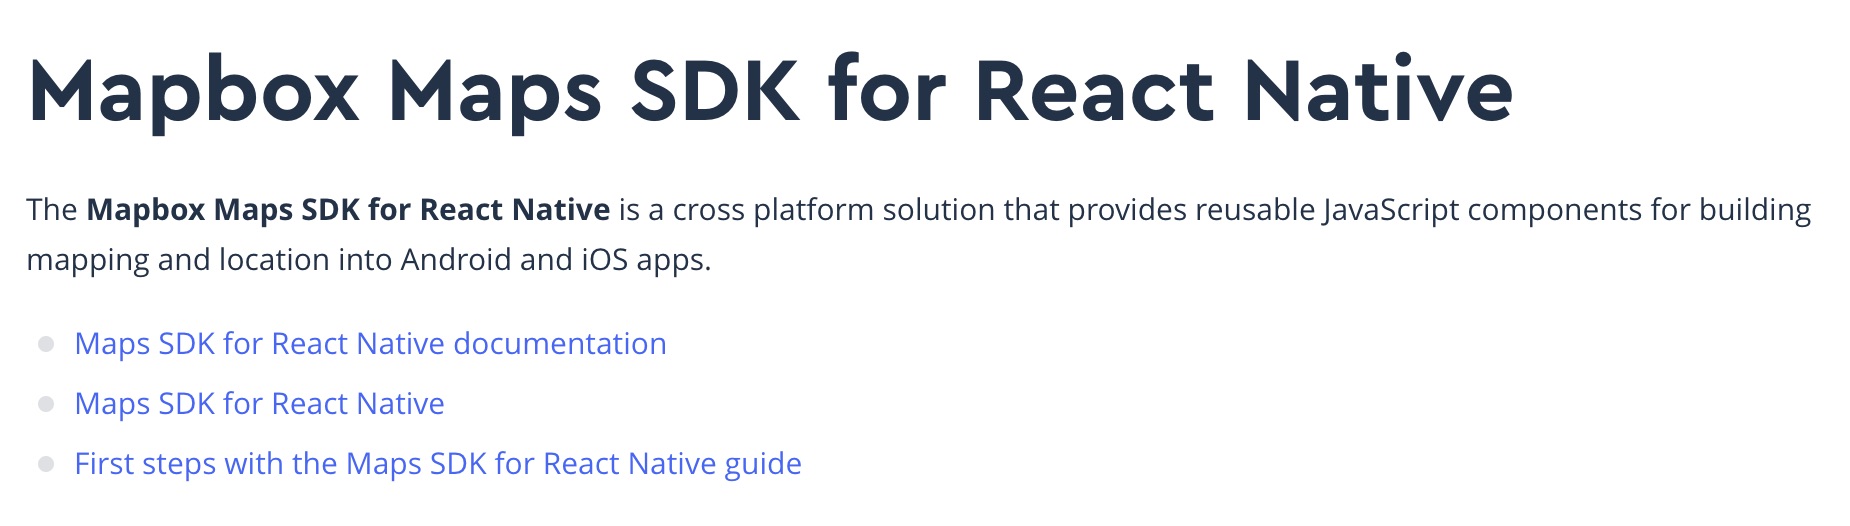 Mapbox Maps SDK for React Native
The Mapbox Maps SDK for React Native is a cross platform solution that provides reusable JavaScript components for building
mapping and location into Android and iOS apps.
Maps SDK for React Native documentation
Maps SDK for React Native
First steps with the Maps SDK for React Native guide